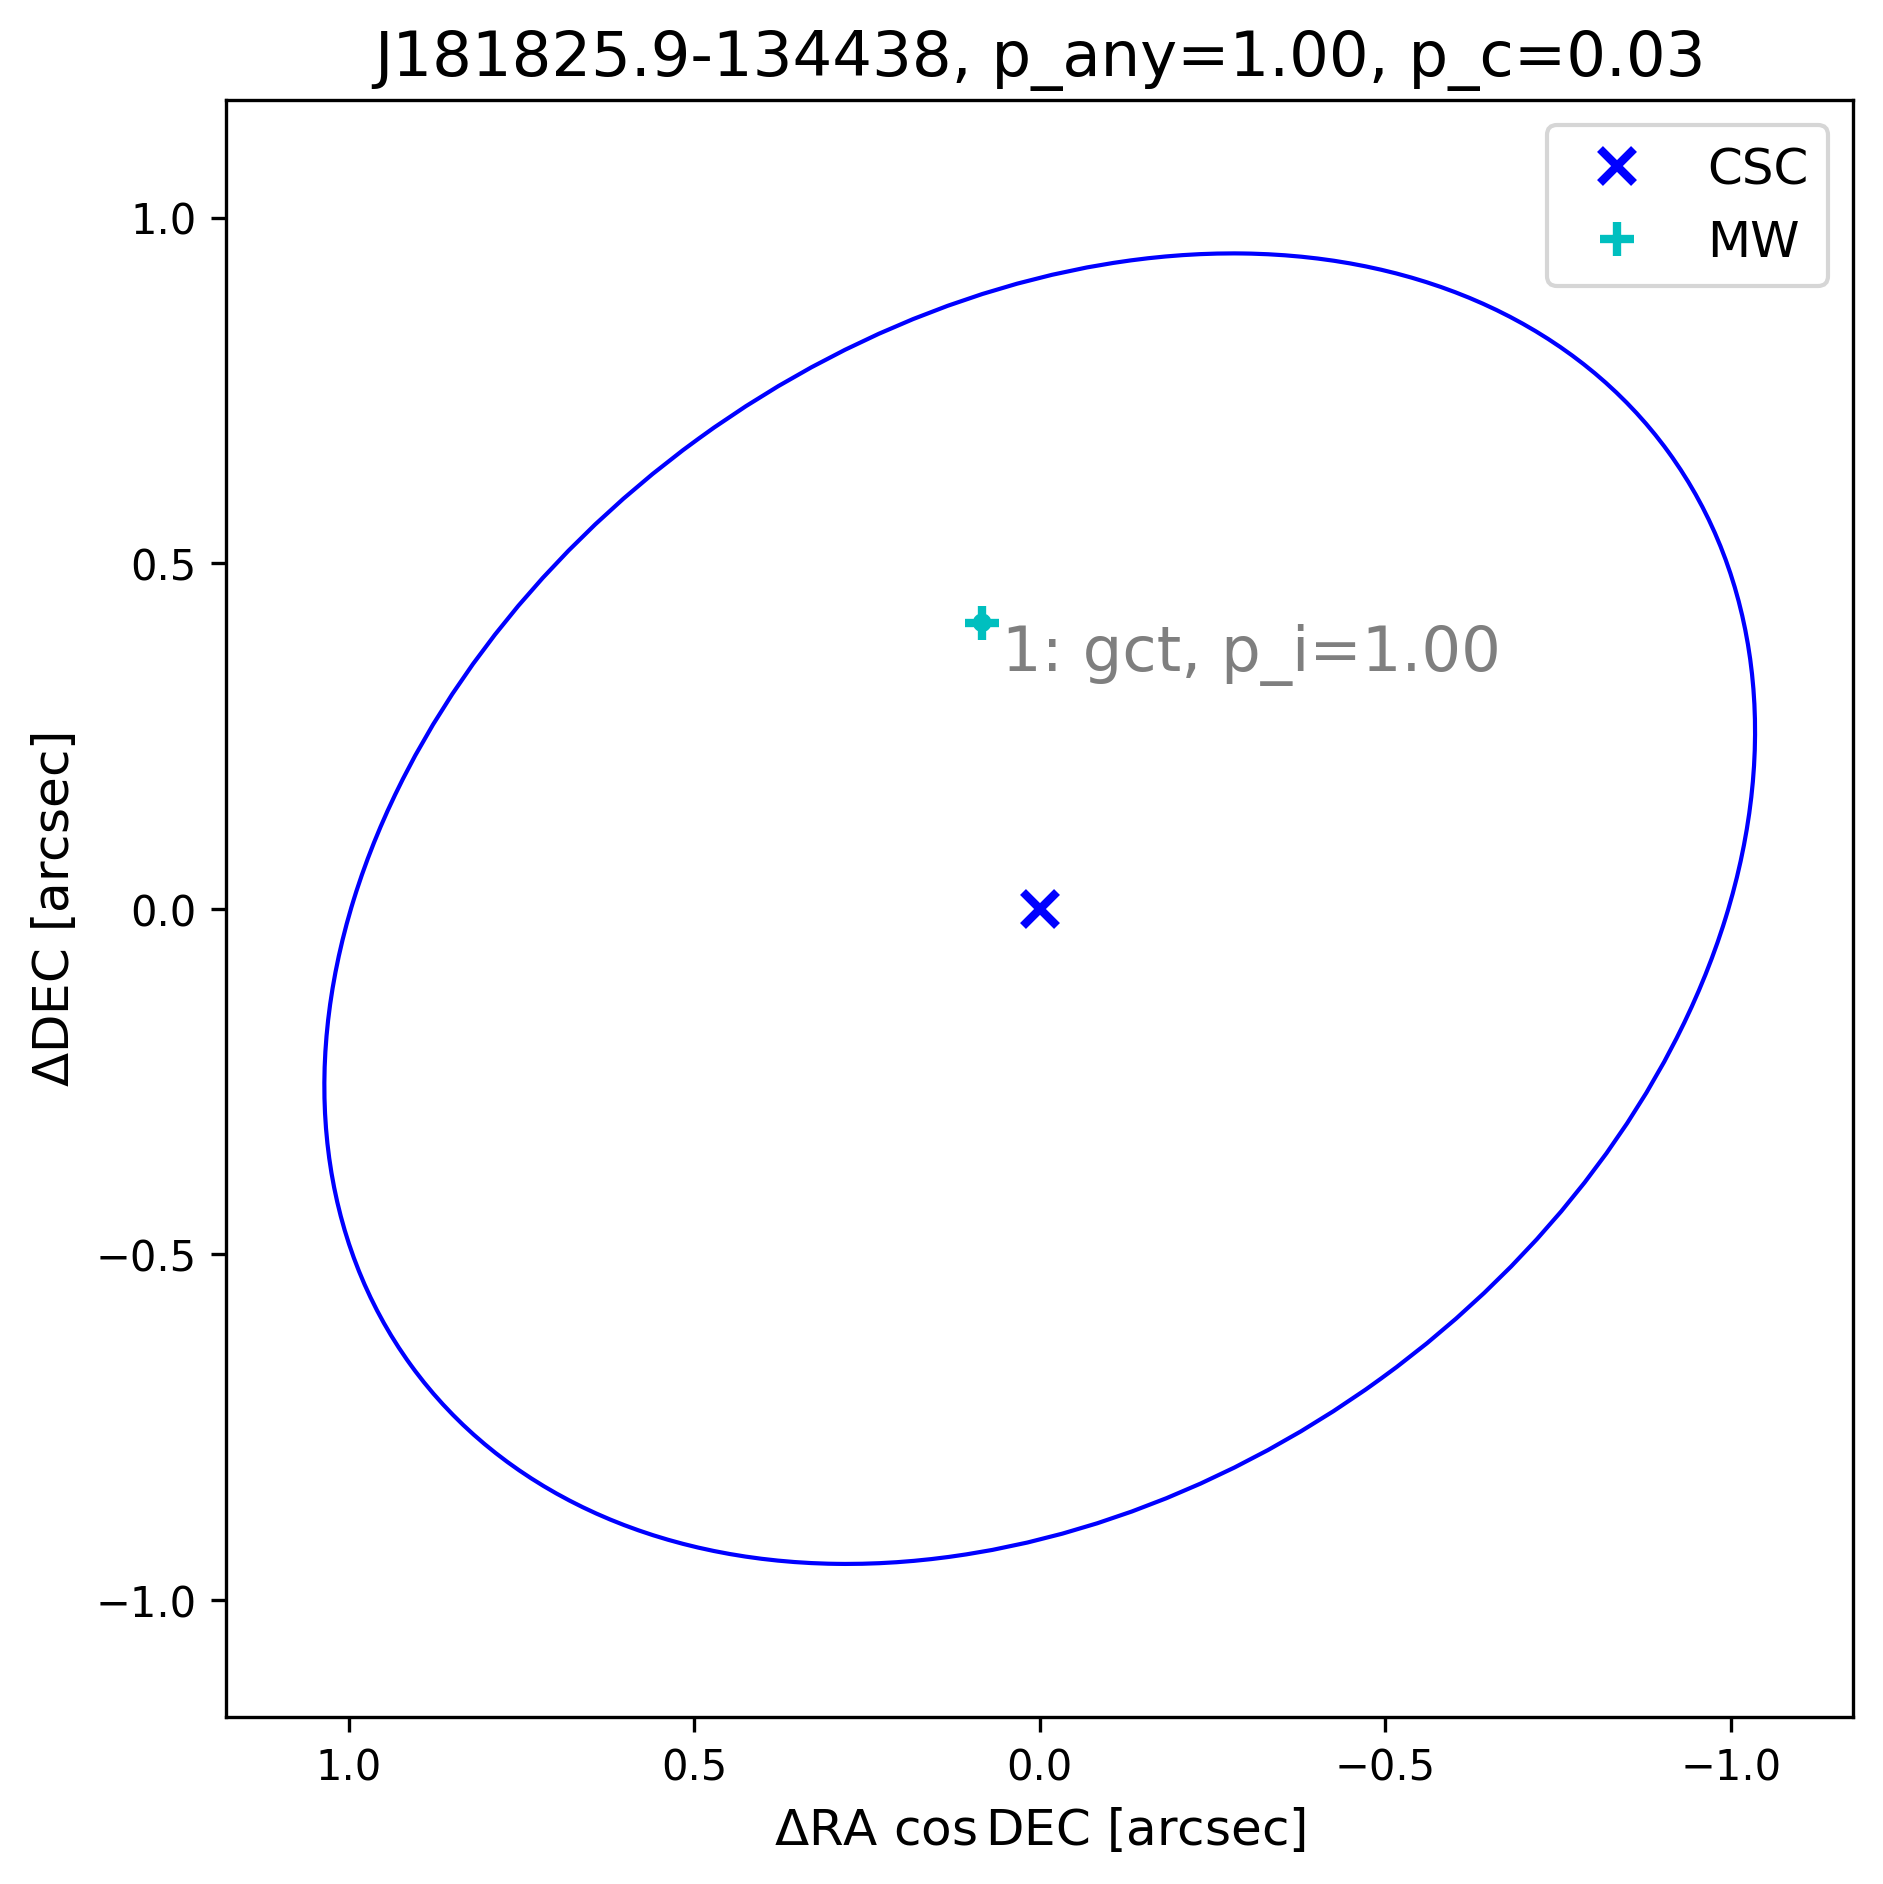 J181825.9-134438, p_any=1.00, p_c=0.03
CSC
MW
1.0
0.5
0.0
−0.5
−1.0
ΔDEC [arcsec]
1: gct, p_i=1.00
1.0
0.5
0.0
−0.5
−1.0
ΔRA cos DEC [arcsec]